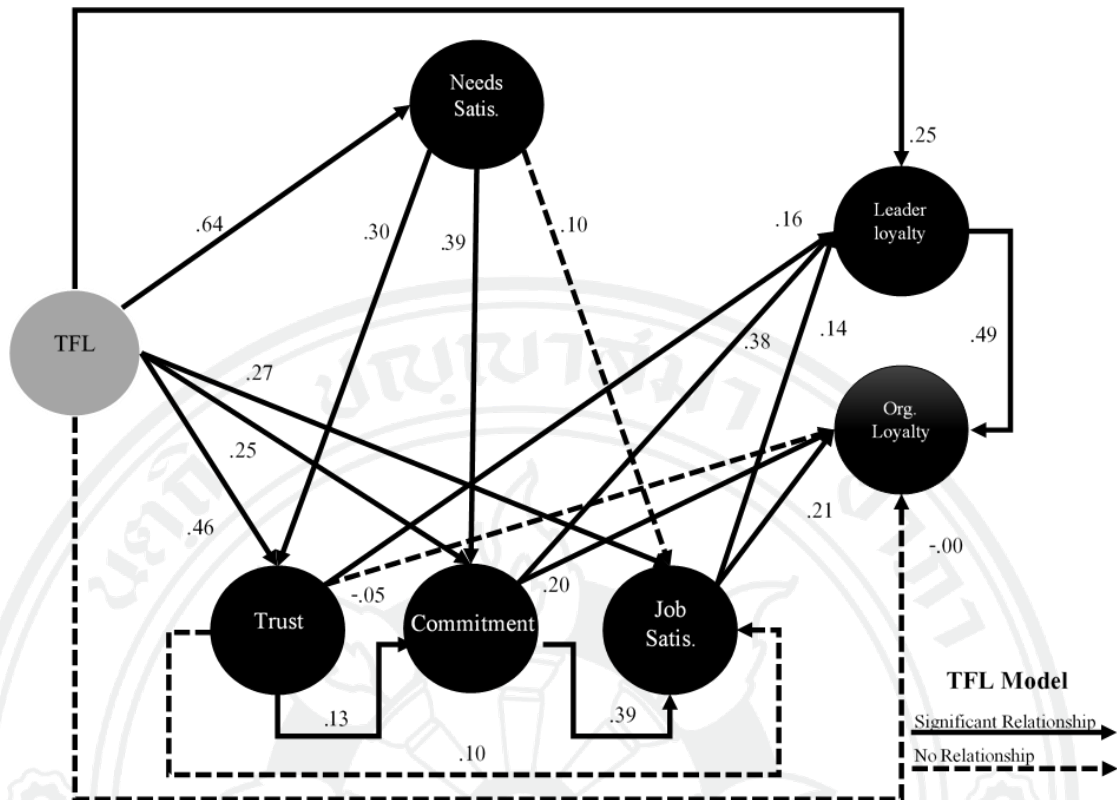 Needs
Satis.
.25
Leader
loyalty
.64
.30
.39
.10
.16
TFL
.38
.14
.49
.27
Org.
Loyalty
.25
.46
.21
-.00
-.05
.20
Trust
Commitment
Job
Satis.
.13
.39
.10
TFL Model
Significant Relationship
No Relationship